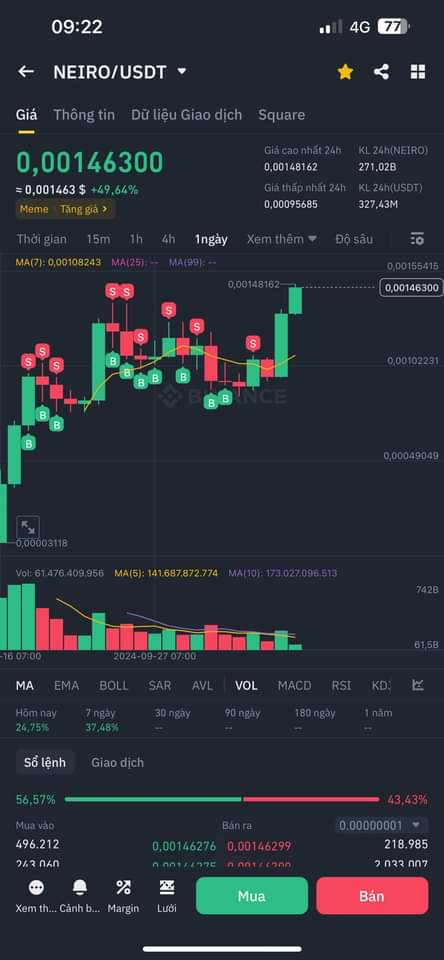 09:22 4G 77
NEIRO/USDT
Giá Thông tin Dữ liệu Giao dịch Square
0,00146300
≈ 0,001463 $ +49,64%
Meme Tăng giá >
Giá cao nhất 24h KL 24h(NEIRO)
0,00148162 271,02B
Giá thấp nhất 24h KL 24h(USDT)
0,00095685 327,43M
Thời gian 15m 1h 4h 1ngày Xem thêm Độ sâu
MA(7): 0,00108243 MA(25): -- MA(99): --
0,00155415
0,00148162
0,00146300
S S
S S S S S S
B B B B B B B B B B
0,00102231
BINANCE
0,00049049
0,00003118
Vol: 61.476.409.956 MA(5): 141.687.872.774 MA(10): 173.027.096.513
742B
61,5B
-16 07:00 2024-09-27 07:00
MA EMA BOLL SAR AVL VOL MACD RSI KDJ
Hôm nay 7 ngày 30 ngày 90 ngày 180 ngày 1 năm
24,75% 37,48% -- -- -- --
Sổ lệnh Giao dịch
56,57% 43,43%
Mua vào Bán ra 0.00000001
496.212 0,00146276 0,00146299 218.985
243.060 0,00146275 0,00146300 2.033.007
Xem th... Cảnh b... Margin Lưới Mua Bán